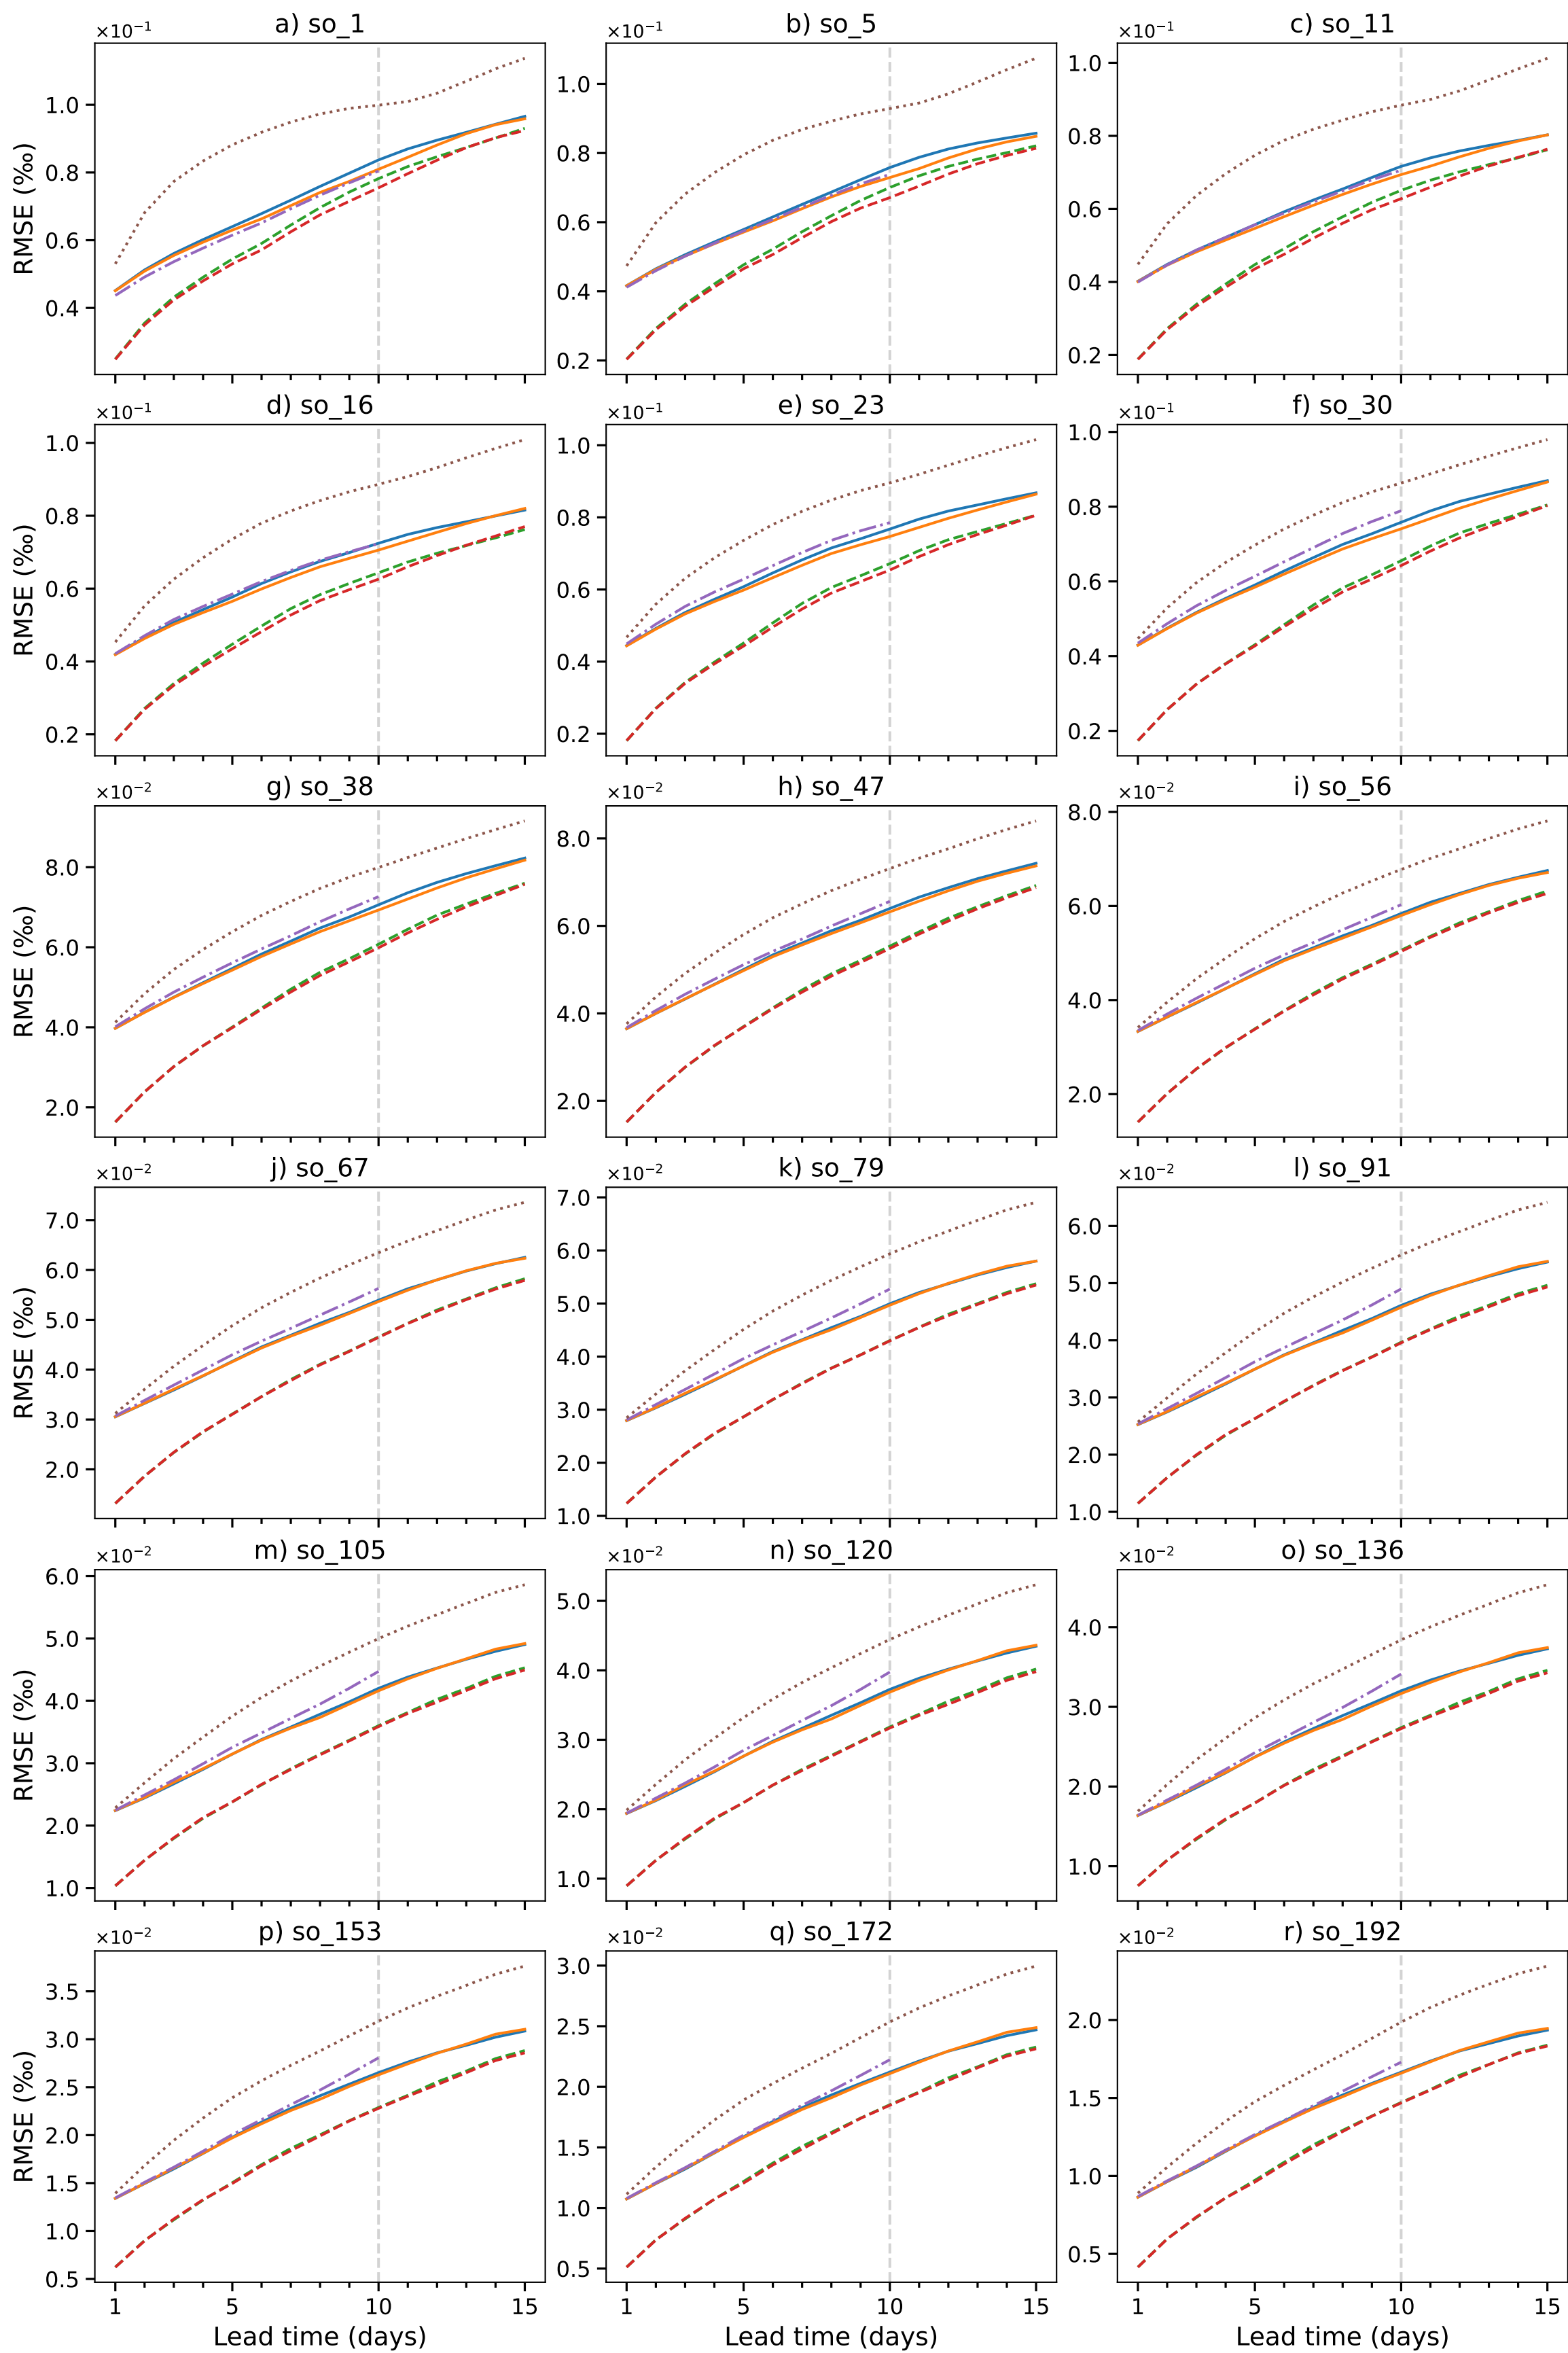 ×10⁻¹ a) so_1 ×10⁻¹ b) so_5 ×10⁻¹ c) so_11
RMSE (‰)
1.0 0.8 0.6 0.4
1.0 0.8 0.6 0.4 0.2
1.0 0.8 0.6 0.4 0.2
×10⁻¹ d) so_16 ×10⁻¹ e) so_23 ×10⁻¹ f) so_30
RMSE (‰)
1.0 0.8 0.6 0.4 0.2
1.0 0.8 0.6 0.4 0.2
1.0 0.8 0.6 0.4 0.2
×10⁻² g) so_38 ×10⁻² h) so_47 ×10⁻² i) so_56
RMSE (‰)
8.0 6.0 4.0 2.0
8.0 6.0 4.0 2.0
8.0 6.0 4.0 2.0
×10⁻² j) so_67 ×10⁻² k) so_79 ×10⁻² l) so_91
RMSE (‰)
7.0 6.0 5.0 4.0 3.0 2.0
7.0 6.0 5.0 4.0 3.0 2.0 1.0
6.0 5.0 4.0 3.0 2.0 1.0
×10⁻² m) so_105 ×10⁻² n) so_120 ×10⁻² o) so_136
RMSE (‰)
6.0 5.0 4.0 3.0 2.0 1.0
5.0 4.0 3.0 2.0 1.0
4.0 3.0 2.0 1.0
×10⁻² p) so_153 ×10⁻² q) so_172 ×10⁻² r) so_192
RMSE (‰)
3.5 3.0 2.5 2.0 1.5 1.0 0.5
3.0 2.5 2.0 1.5 1.0 0.5
2.0 1.5 1.0 0.5
1 5 10 15 1 5 10 15 1 5 10 15
Lead time (days) Lead time (days) Lead time (days)